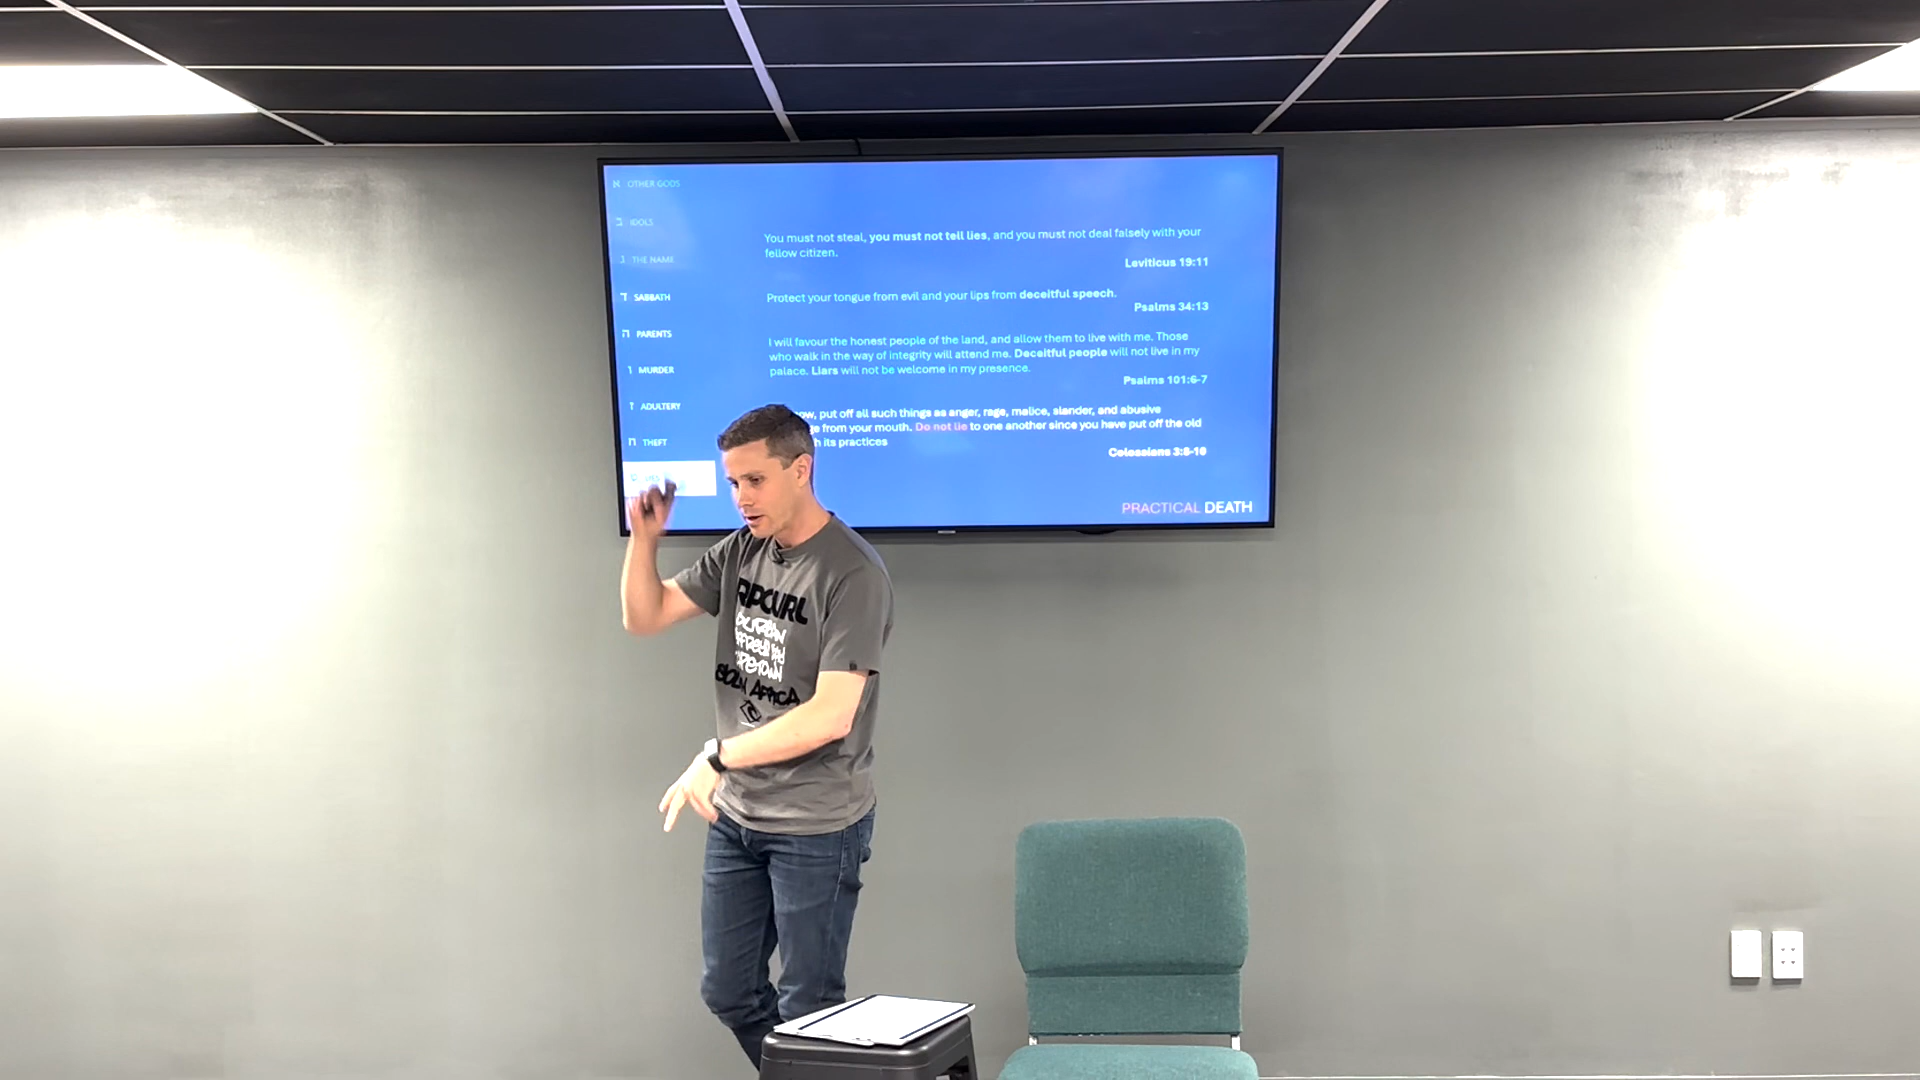 א OTHER GODS
ב IDOLS
ג THE NAME
ד SABBATH
ה PARENTS
ו MURDER
ז ADULTERY
ח THEFT
You must not steal, you must not tell lies, and you must not deal falsely with your
fellow citizen.
Leviticus 19:11
Protect your tongue from evil and your lips from deceitful speech.
Psalms 34:13
I will favour the honest people of the land, and allow them to live with me. Those
who walk in the way of integrity will attend me. Deceitful people will not live in my
palace. Liars will not be welcome in my presence.
Psalms 101:6-7
put off all such things as anger, rage, malice, slander, and abusive
from your mouth. Do not lie to one another since you have put off the old
its practices
Colossians 3:8-10
PRACTICAL DEATH
RIPCURL
DURBAN
SOUTH AFRICA